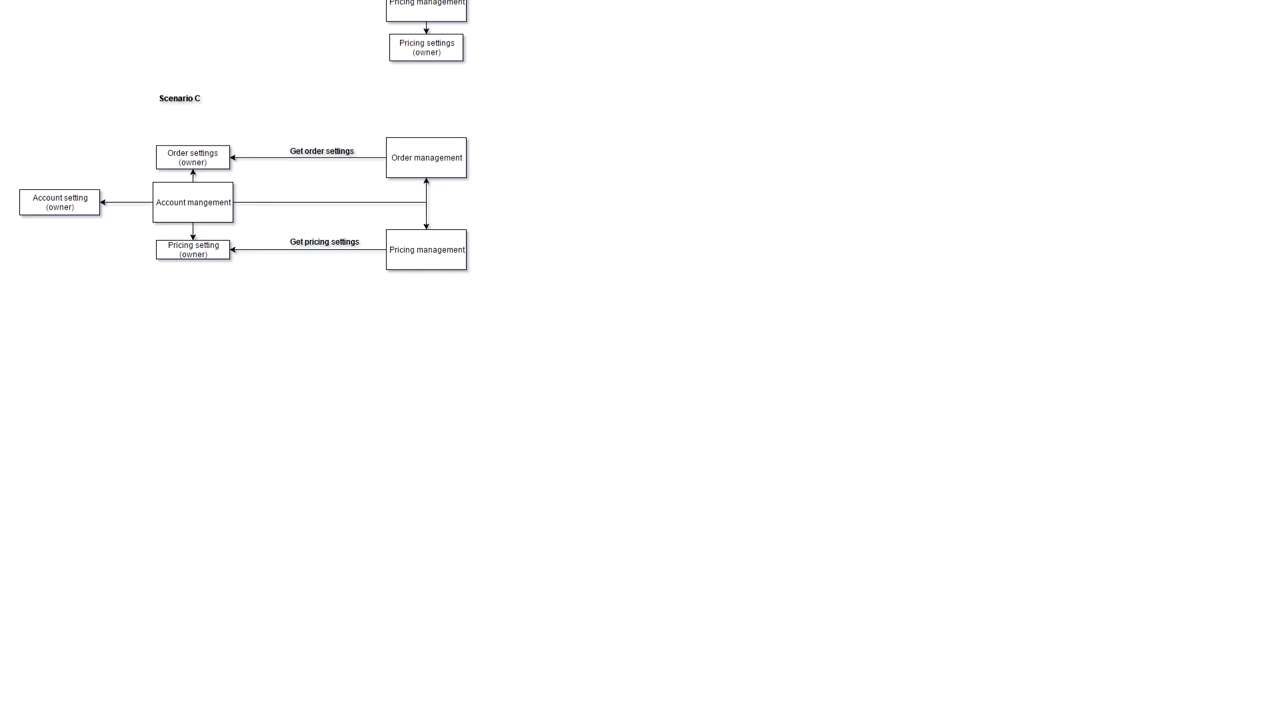 Pricing management
Pricing settings
(owner)
Scenario C
Order settings
(owner)
Get order settings
Order management
Account setting
(owner)
Account mangement
Pricing setting
(owner)
Get pricing settings
Pricing management